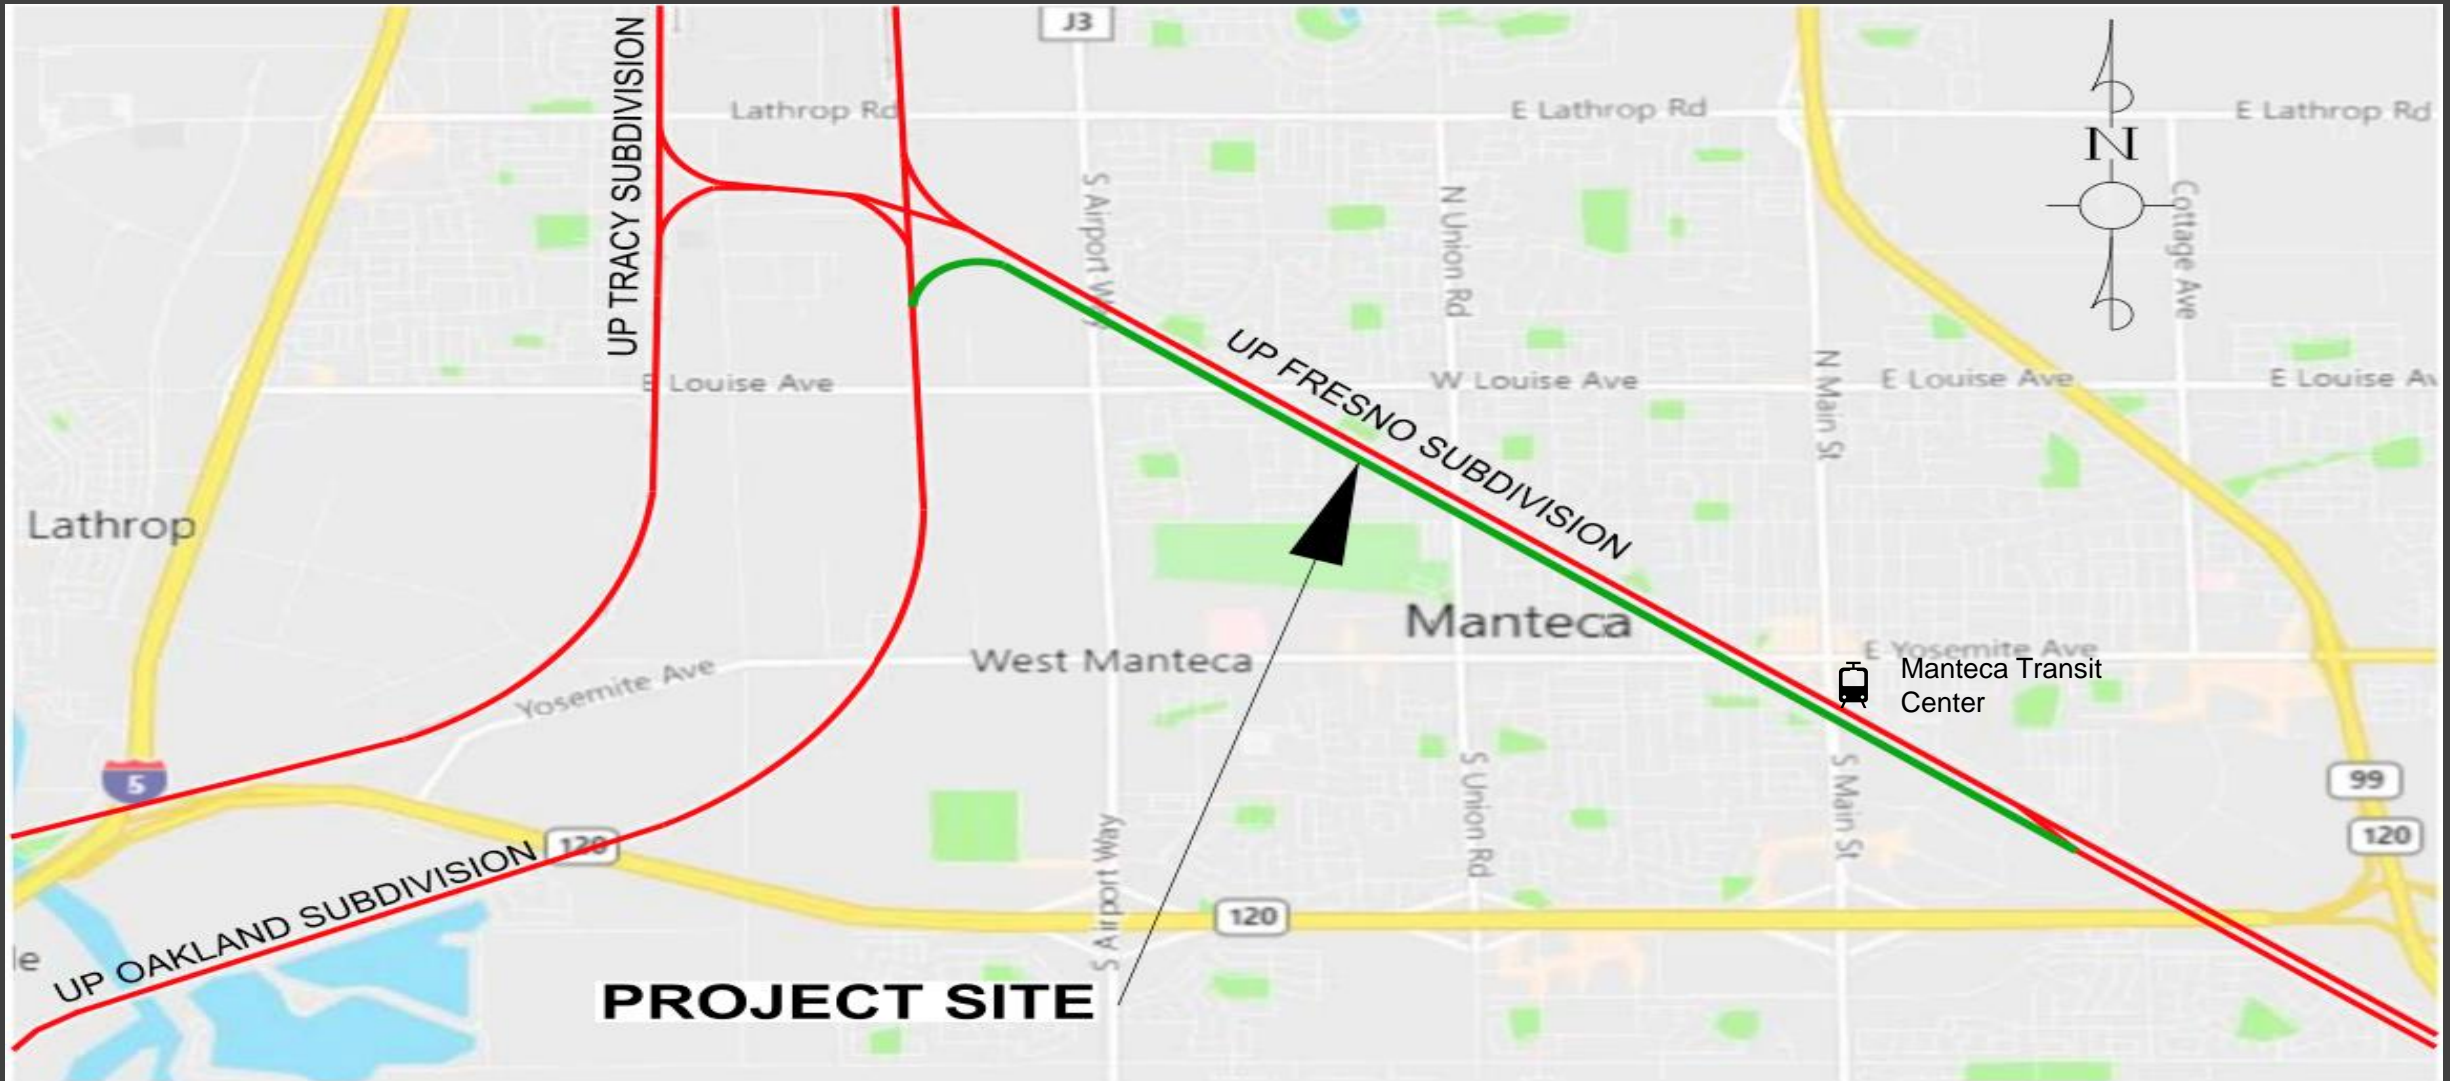 J3
UP TRACY SUBDIVISION
Lathrop Rd
E Lathrop Rd
E Lathrop Rd
N
S Airport Way
N Union Rd
Cottage Ave
UP FRESNO SUBDIVISION
E Louise Ave
W Louise Ave
N Main St
E Louise Ave
E Louise Av
Lathrop
Manteca
West Manteca
E Yosemite Ave
Manteca Transit
Center
Yosemite Ave
5
S Union Rd
S Main St
99
120
120
S Airport Way
120
UP OAKLAND SUBDIVISION
le
PROJECT SITE